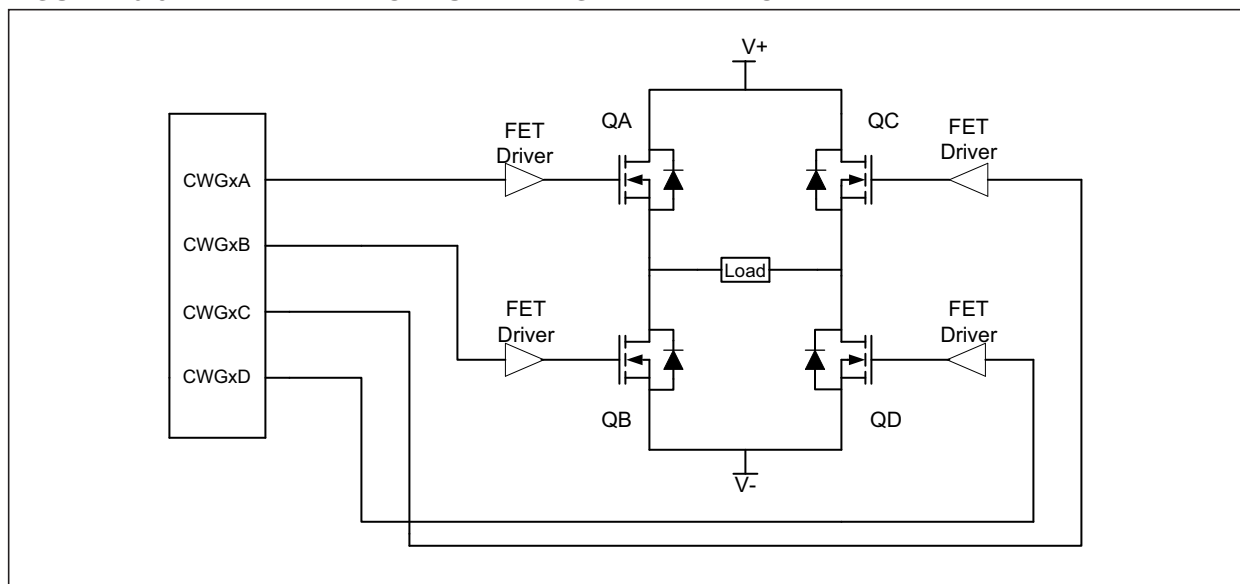 V+
QA
QC
FET
Driver
FET
Driver
CWGxA
CWGxB
Load
CWGxC
FET
Driver
FET
Driver
CWGxD
QB
QD
V-